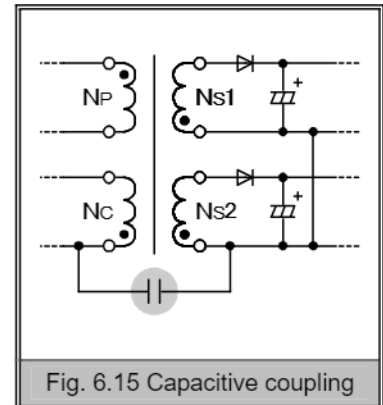 NP
NS1
+
NC
NS2
+
Fig. 6.15 Capacitive coupling